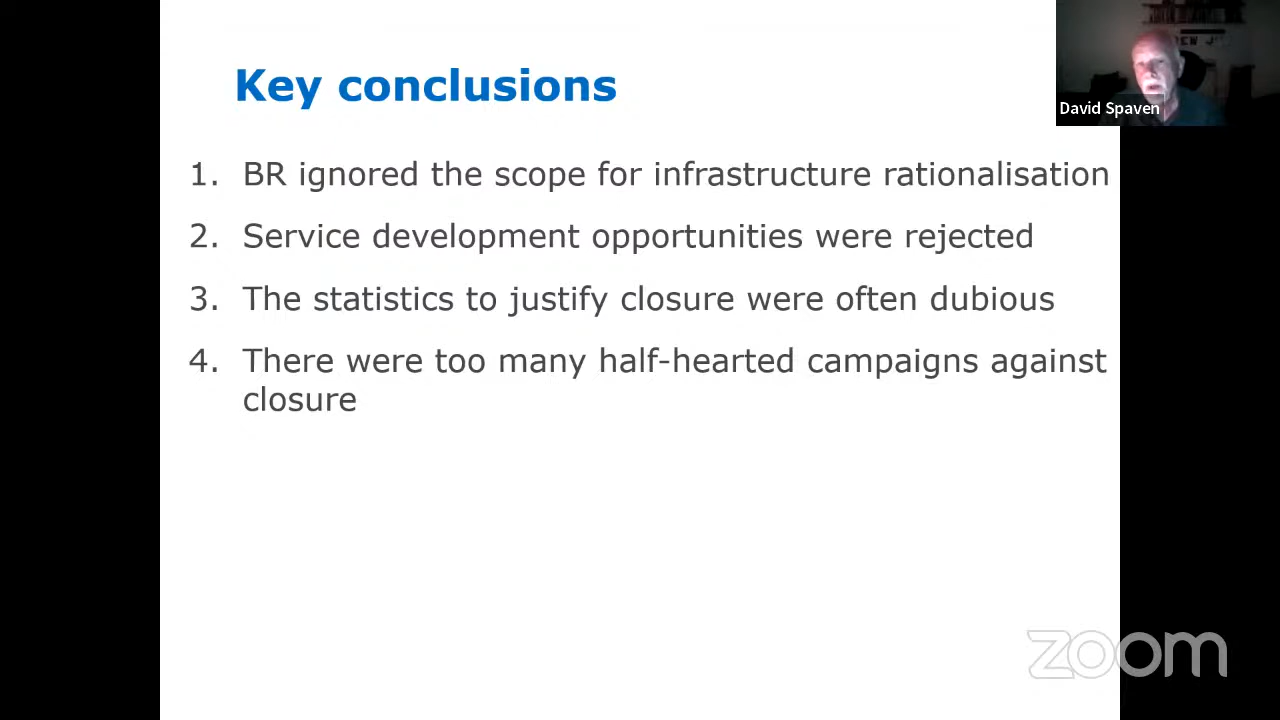 Key conclusions
David Spaven
1. BR ignored the scope for infrastructure rationalisation
2. Service development opportunities were rejected
3. The statistics to justify closure were often dubious
4. There were too many half-hearted campaigns against
closure
zoom